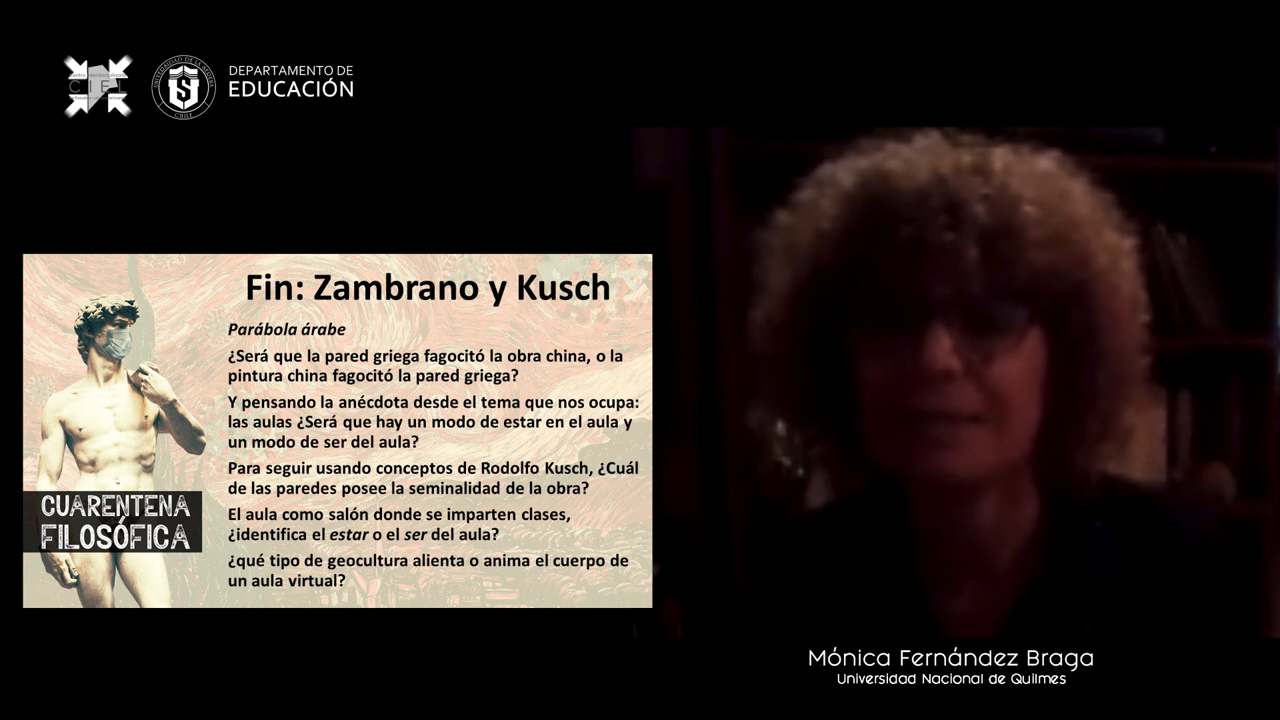 CIEL
DEPARTAMENTO DE
EDUCACIÓN
Fin: Zambrano y Kusch
Parábola árabe
¿Será que la pared griega fagocitó la obra china, o la
pintura china fagocitó la pared griega?
Y pensando la anécdota desde el tema que nos ocupa:
las aulas ¿Será que hay un modo de estar en el aula y
un modo de ser del aula?
Para seguir usando conceptos de Rodolfo Kusch, ¿Cuál
de las paredes posee la seminalidad de la obra?
El aula como salón donde se imparten clases,
¿identifica el estar o el ser del aula?
¿qué tipo de geocultura alienta o anima el cuerpo de
un aula virtual?
CUARENTENA
FILOSÓFICA
Mónica Fernández Braga
Universidad Nacional de Quilmes